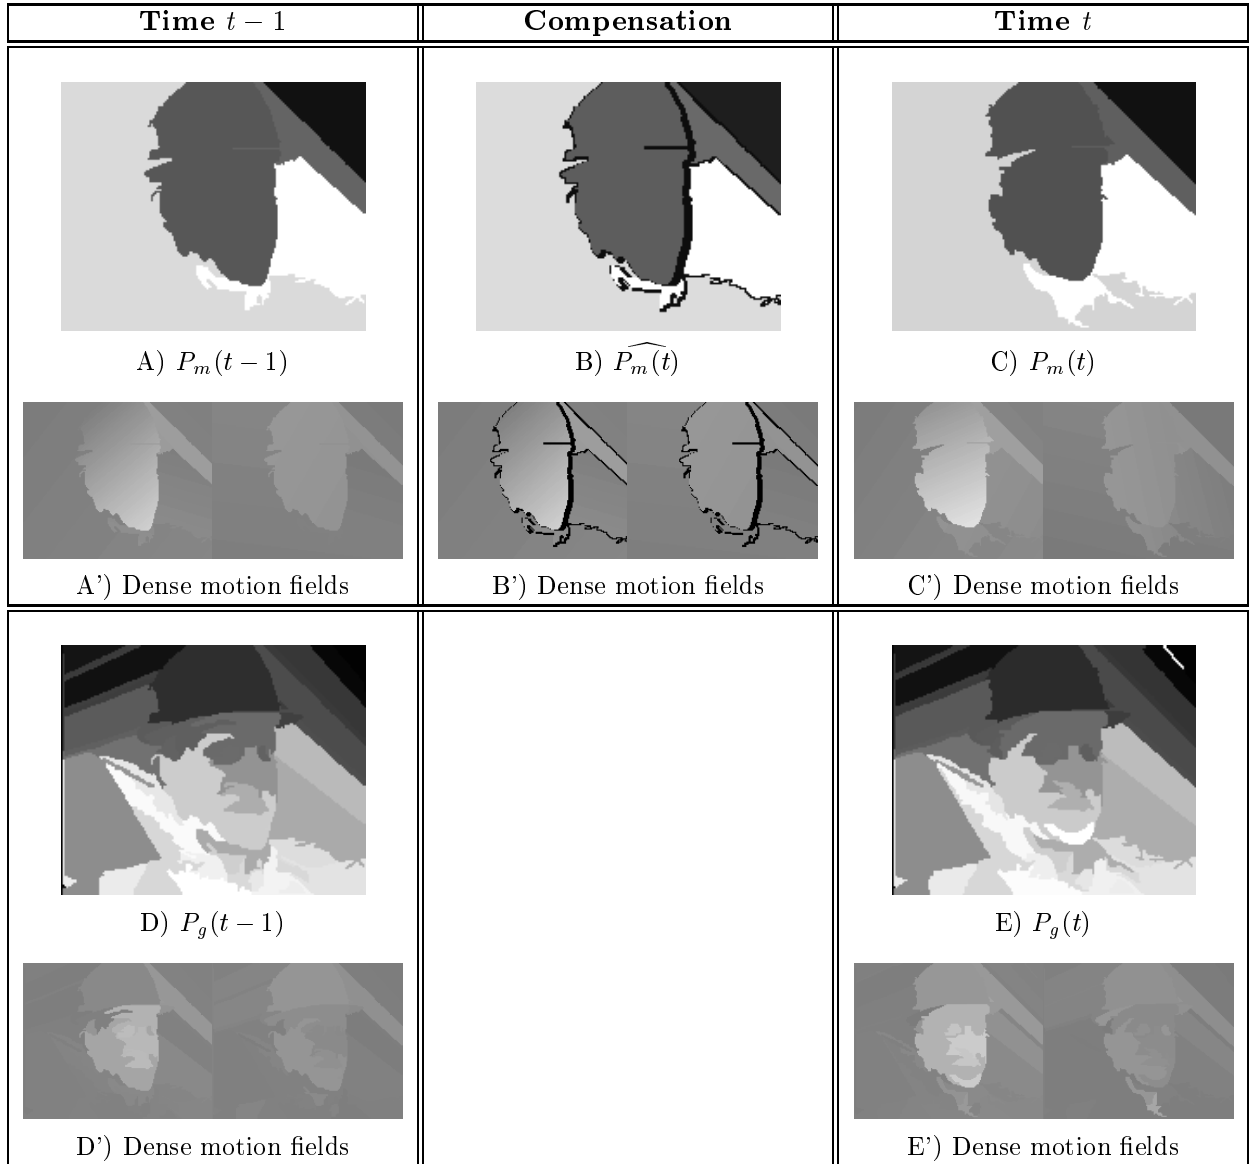 Time t − 1 Compensation Time t
A) P_m(t − 1) B) \widehat{P_m(t)} C) P_m(t)
A') Dense motion fields B') Dense motion fields C') Dense motion fields
D) P_g(t − 1) E) P_g(t)
D') Dense motion fields E') Dense motion fields